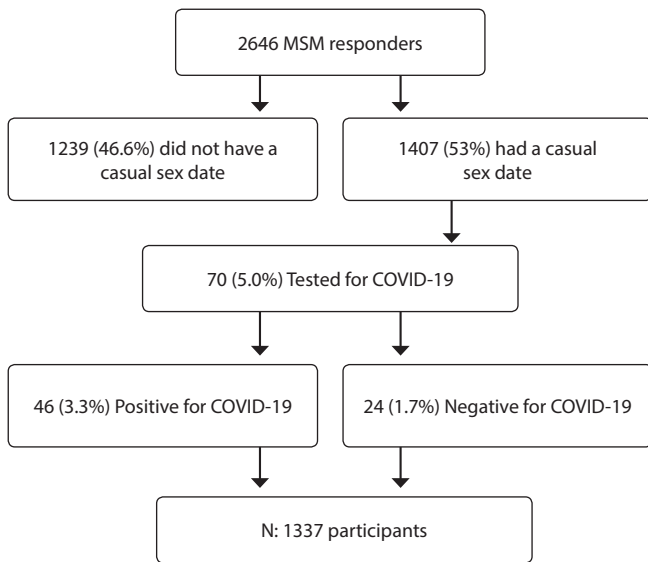 2646 MSM responders
1239 (46.6%) did not have a
casual sex date
1407 (53%) had a casual
sex date
70 (5.0%) Tested for COVID-19
46 (3.3%) Positive for COVID-19
24 (1.7%) Negative for COVID-19
N: 1337 participants